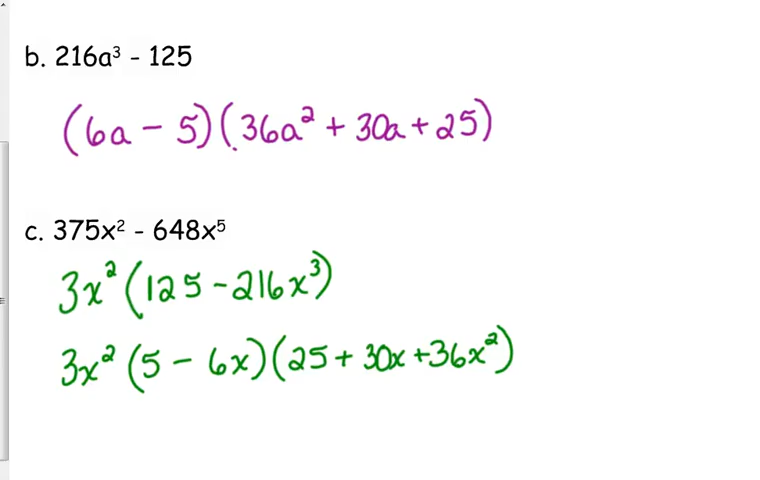 b. 216a³ - 125
(6a - 5)(36a² + 30a + 25)
c. 375x² - 648x⁵
3x² (125 - 216x³)
3x² (5 - 6x)(25 + 30x + 36x²)